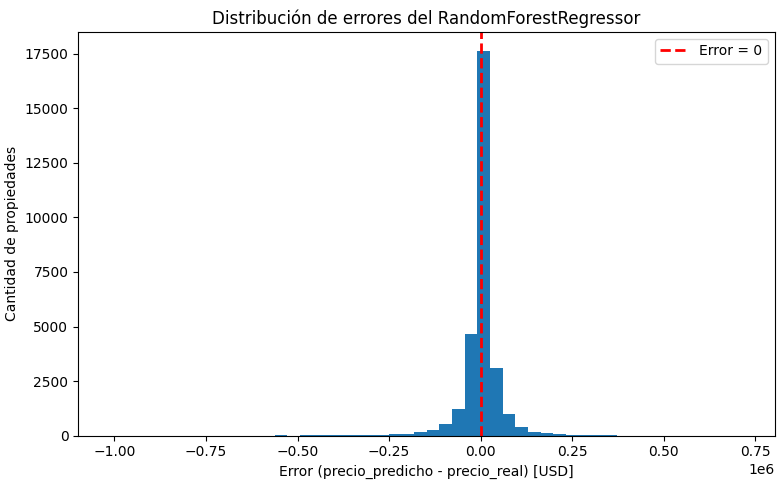 Distribución de errores del RandomForestRegressor
Error = 0
Cantidad de propiedades
17500
15000
12500
10000
7500
5000
2500
0
−1.00 −0.75 −0.50 −0.25 0.00 0.25 0.50 0.75
1e6
Error (precio_predicho - precio_real) [USD]